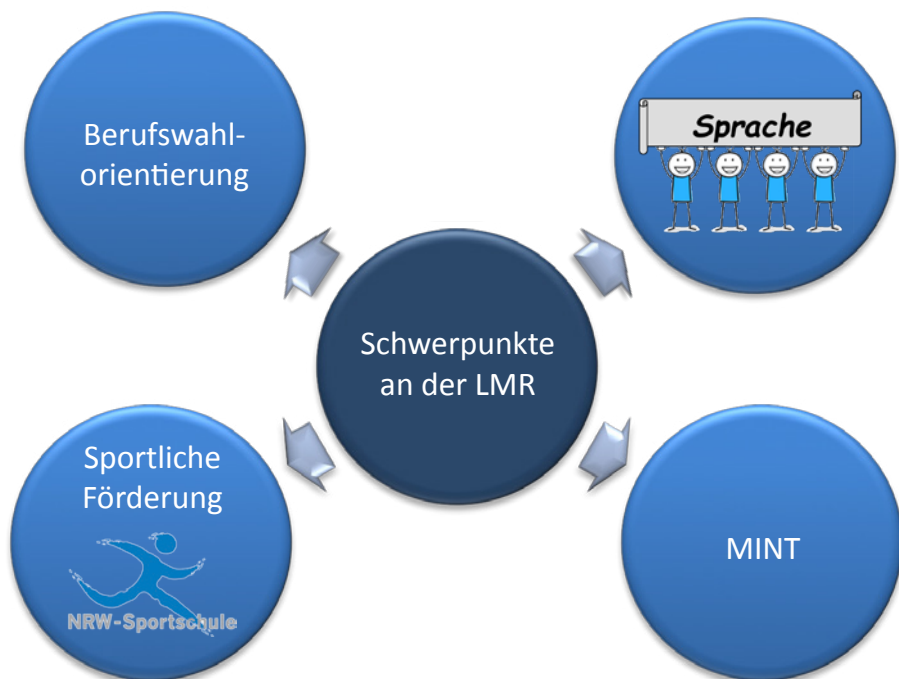 Berufswahl-
orientierung
Sprache
Schwerpunkte
an der LMR
Sportliche
Förderung
NRW-Sportschule
MINT